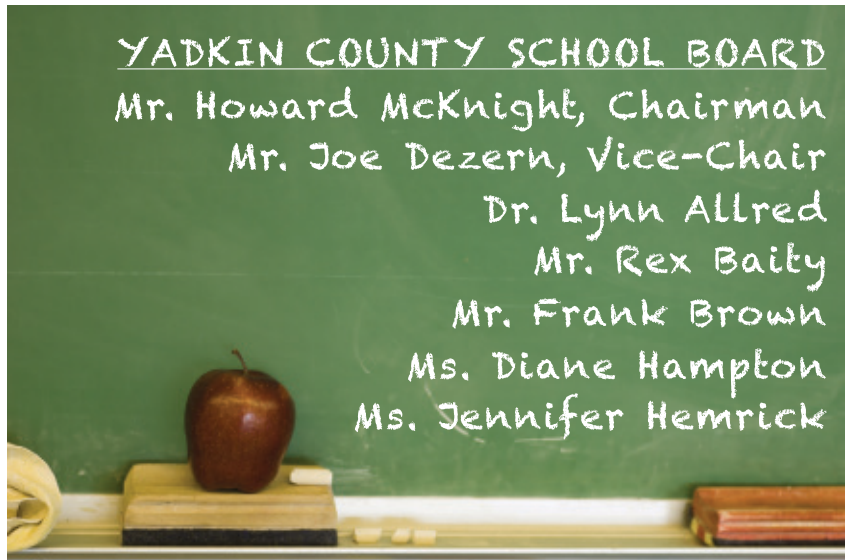 YADKIN COUNTY SCHOOL BOARD
Mr. Howard McKnight, Chairman
Mr. Joe Dezern, Vice-Chair
Dr. Lynn Allred
Mr. Rex Baity
Mr. Frank Brown
Ms. Diane Hampton
Ms. Jennifer Hemrick